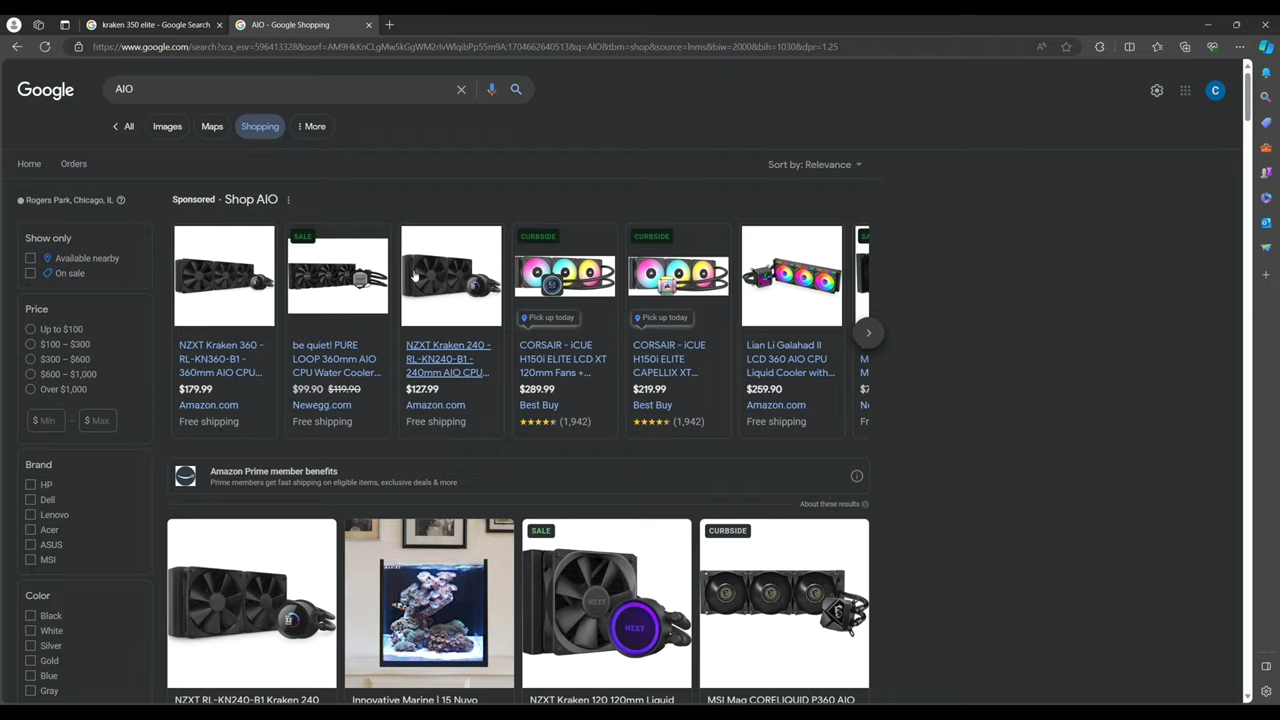 kraken 350 elite - Google Search
AIO - Google Shopping
https://www.google.com/search?sca_esv=596413328&sxsrf=AM9HkKnCLgMw5kGgWM2rlvWlqibPp55m9A:1704662640513&q=AIO&tbm=shop&source=lnms&biw=2000&bih=1030&dpr=1.25
Google
AIO
All
Images
Maps
Shopping
More
C
Home
Orders
Sort by: Relevance
Rogers Park, Chicago, IL
Sponsored · Shop AIO
Show only
Available nearby
On sale
Price
Up to $100
$100 – $300
$300 – $600
$600 – $1,000
Over $1,000
$ Min – $ Max
Brand
HP
Dell
Lenovo
Acer
ASUS
MSI
Color
Black
White
Silver
Gold
Blue
Gray
NZXT Kraken 360 -
RL-KN360-B1 -
360mm AIO CPU...
$179.99
Amazon.com
Free shipping
SALE
be quiet! PURE
LOOP 360mm AIO
CPU Water Cooler...
$99.90 $119.90
Newegg.com
Free shipping
NZXT Kraken 240 -
RL-KN240-B1 -
240mm AIO CPU...
$127.99
Amazon.com
Free shipping
CURBSIDE
50
Pick up today
CORSAIR - iCUE
H150i ELITE LCD XT
120mm Fans +...
$289.99
Best Buy
(1,942)
CURBSIDE
Pick up today
CORSAIR - iCUE
H150i ELITE
CAPELLIX XT...
$219.99
Best Buy
(1,942)
Lian Li Galahad II
LCD 360 AIO CPU
Liquid Cooler with...
$259.90
Amazon.com
Free shipping
SA
M
M
$7
Ne
Fr
Amazon Prime member benefits
Prime members get fast shipping on eligible items, exclusive deals & more
About these results
32
SALE
NZXT
NZXT
CURBSIDE
NZXT RL-KN240-B1 Kraken 240
Innovative Marine | 15 Nuvo
NZXT Kraken 120 120mm Liquid
MSI Mag CORELIQUID P360 AIO